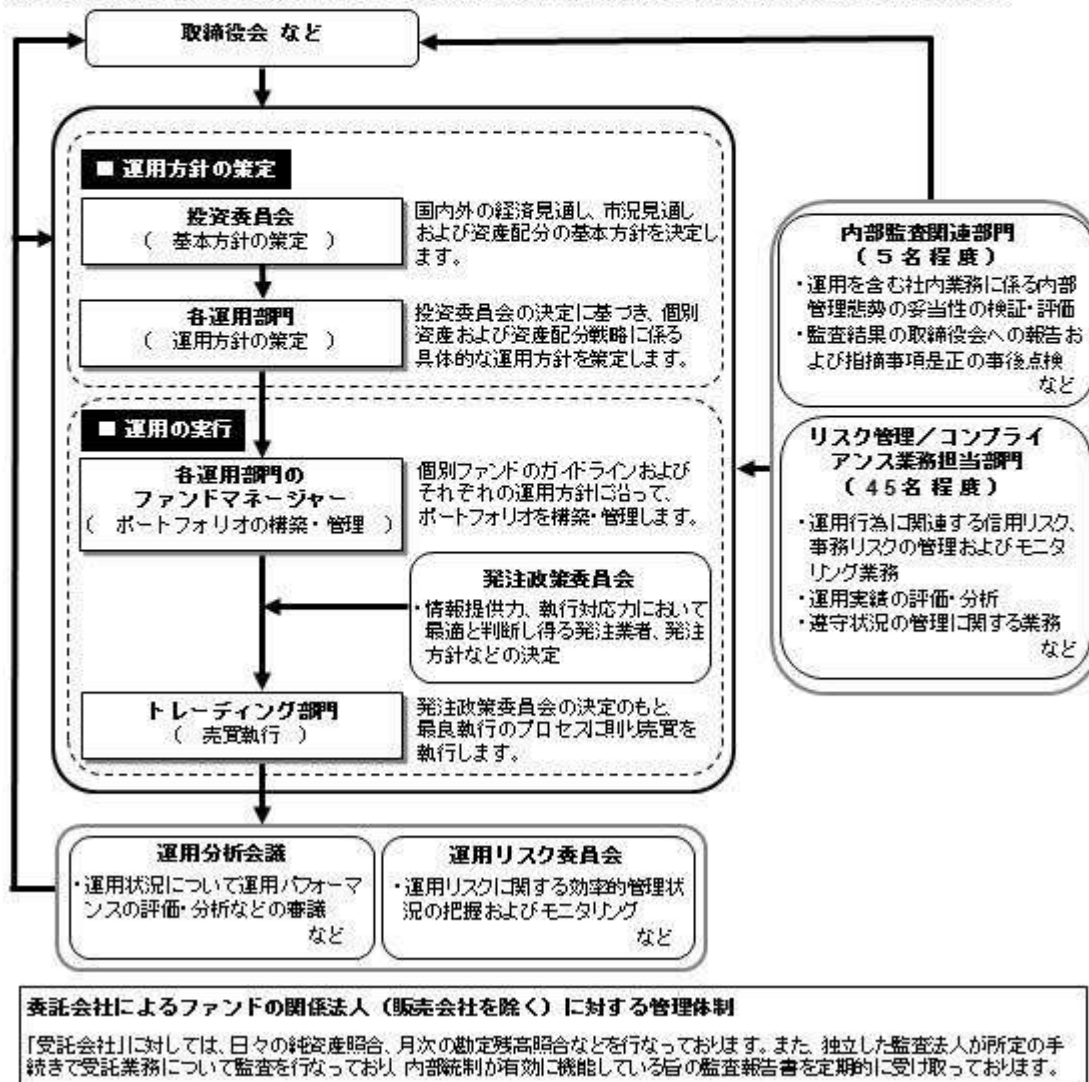 取締役会 など
■ 運用方針の策定
投資委員会
( 基本方針の策定 )
国内外の経済見通し、市況見通し
および資産配分の基本方針を決定し
ます。
各運用部門
( 運用方針の策定 )
投資委員会の決定に基づき、個別
資産および資産配分戦略に係る
具体的な運用方針を策定します。
■ 運用の実行
各運用部門の
ファンドマネージャー
( ポートフォリオの構築・管理 )
個別ファンドのガイドラインおよび
それぞれの運用方針に沿って、
ポートフォリオを構築・管理します。
発注政策委員会
・情報提供力、執行対応力において
最適と判断し得る発注業者、発注
方針などの決定
トレーディング部門
( 売買執行 )
発注政策委員会の決定のもと
最良執行のプロセスに則り売買を
執行します。
内部監査関連部門
(5名程度)
・運用を含む社内業務に係る内部
管理態勢の妥当性の検証・評価
・監査結果の取締役会への報告お
よび指摘事項是正の事後点検
など
リスク管理/コンプライ
アンス業務担当部門
(45名程度)
・運用行為に関連する信用リスク、
事務リスクの管理およびモニタ
リング業務
・運用実績の評価・分析
・遵守状況の管理に関する業務
など
運用分析会議
・運用状況について運用パフォーマ
ンスの評価・分析などの審議
など
運用リスク委員会
・運用リスクに関する効率的管理状
況の把握およびモニタリング
など
委託会社によるファンドの関係法人(販売会社を除く)に対する管理体制
「受託会社」に対しては、日々の純資産照合、月次の勘定残高照合などを行なっております。また、独立した監査法人が所定の手
続きで受託業務について監査を行なっており、内部統制が有効に機能している旨の監査報告書を定期的に受け取っております。